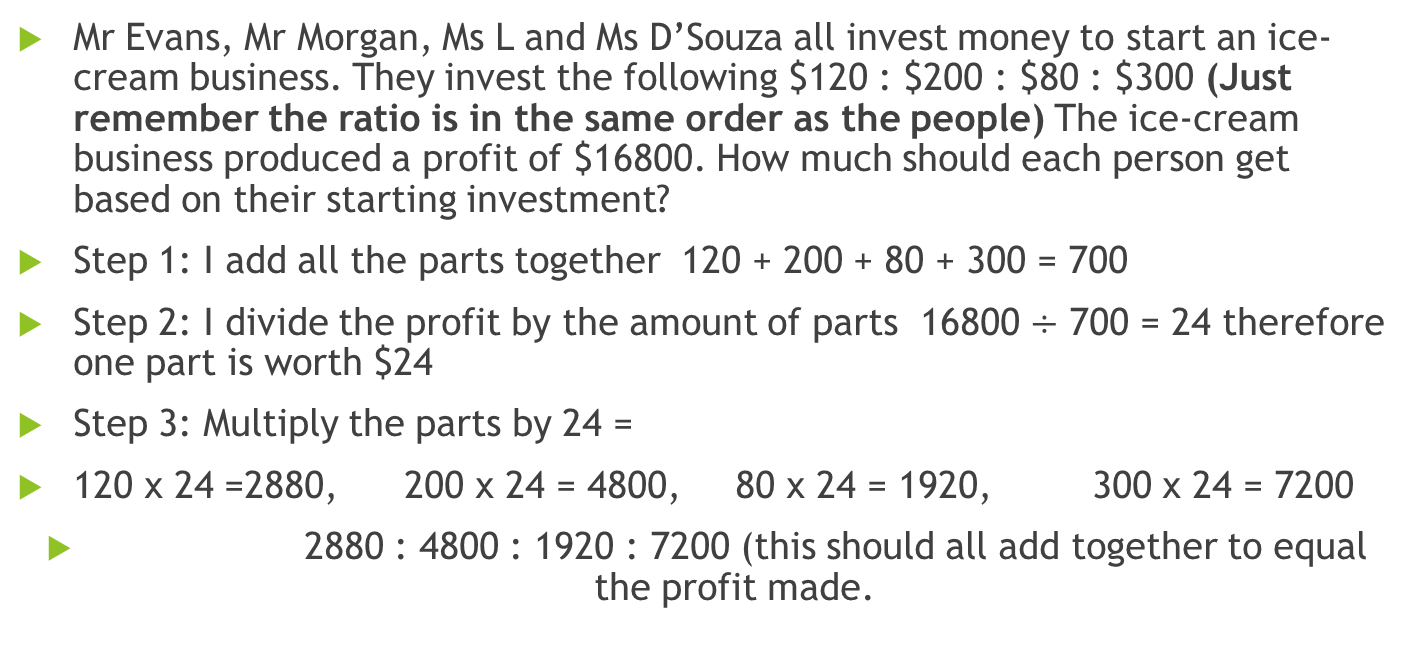 Mr Evans, Mr Morgan, Ms L and Ms D’Souza all invest money to start an ice-
cream business. They invest the following $120 : $200 : $80 : $300 (Just
remember the ratio is in the same order as the people) The ice-cream
business produced a profit of $16800. How much should each person get
based on their starting investment?
Step 1: I add all the parts together 120 + 200 + 80 + 300 = 700
Step 2: I divide the profit by the amount of parts 16800 ÷ 700 = 24 therefore
one part is worth $24
Step 3: Multiply the parts by 24 =
120 x 24 =2880, 200 x 24 = 4800, 80 x 24 = 1920, 300 x 24 = 7200
2880 : 4800 : 1920 : 7200 (this should all add together to equal
the profit made.